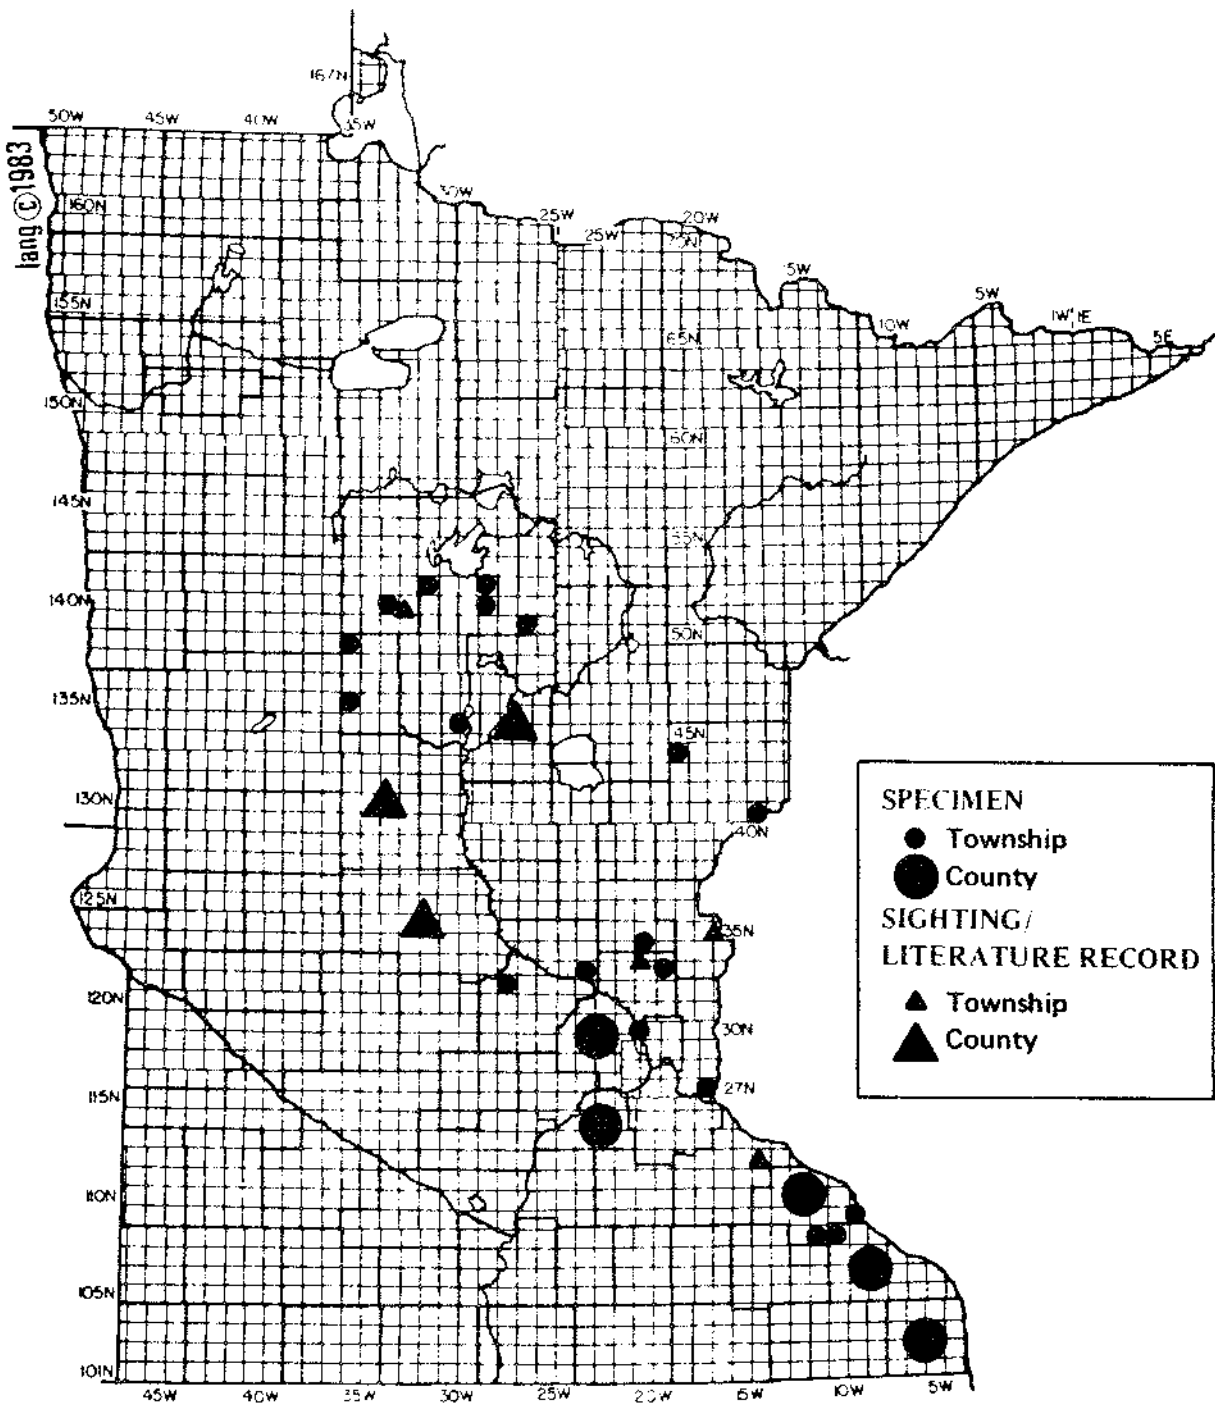 167N
50W 45W 40W 35W
lang ©1983
160N
30W
25W 20W
25W
70N
15W
155N
5W
10W 1W 1E
65N
5E
150N
60N
145N
55N
140N
50N
135N
45N
130N
40N
125N
35N
120N
30N
27N
115N
110N
105N
101N
45W 40W 35W 30W 25W 20W 15W 10W 5W
SPECIMEN
Township
County
SIGHTING/
LITERATURE RECORD
Township
County